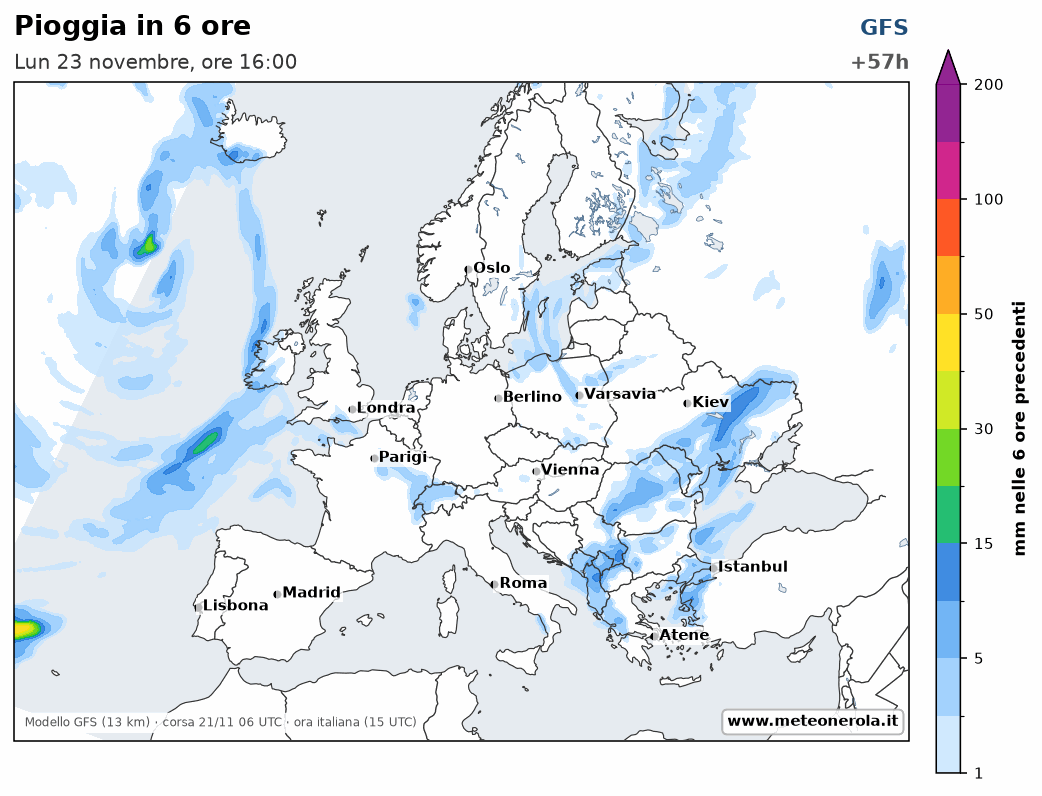 Pioggia in 6 ore
GFS
Lun 23 novembre, ore 16:00
+57h
200
100
50
30
15
5
1
mm nelle 6 ore precedenti
Oslo
Berlino
Varsavia
Kiev
Londra
Parigi
Vienna
Istanbul
Roma
Madrid
Lisbona
Atene
Modello GFS (13 km) · corsa 21/11 06 UTC · ora italiana (15 UTC)
www.meteonerola.it